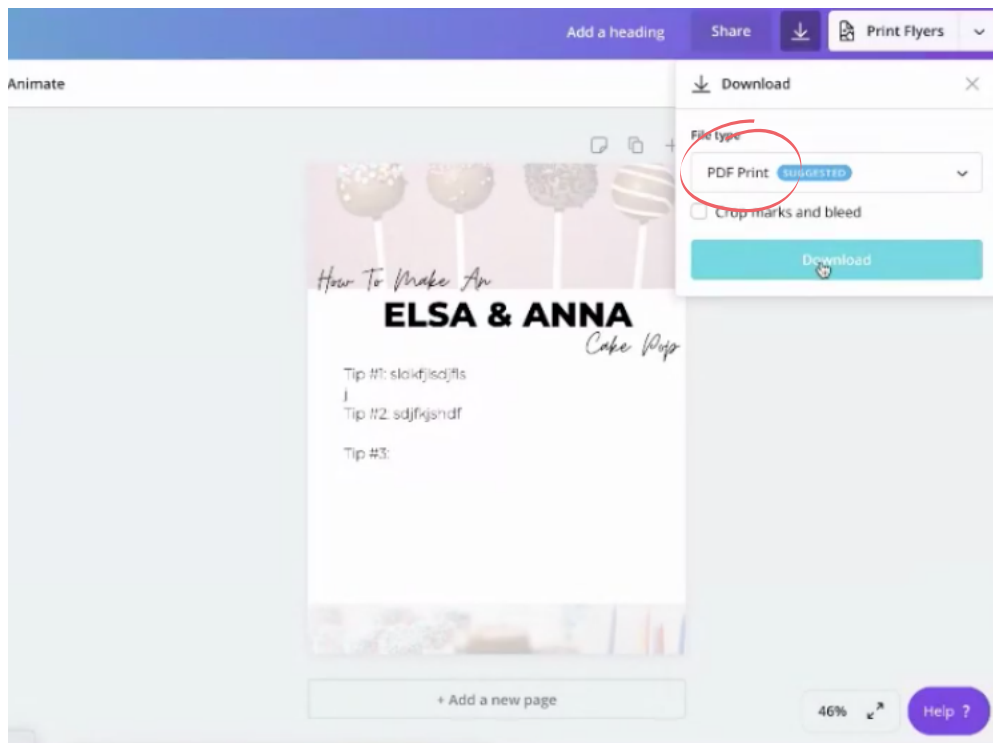 Add a heading Share Print Flyers
Animate
Download
File type
PDF Print SUGGESTED
Crop marks and bleed
Download
How To Make An
ELSA & ANNA
Cake Pop
Tip #1: sldkfjlsdjfls
j
Tip #2: sdjfkjshdf
Tip #3:
+ Add a new page
46% Help ?